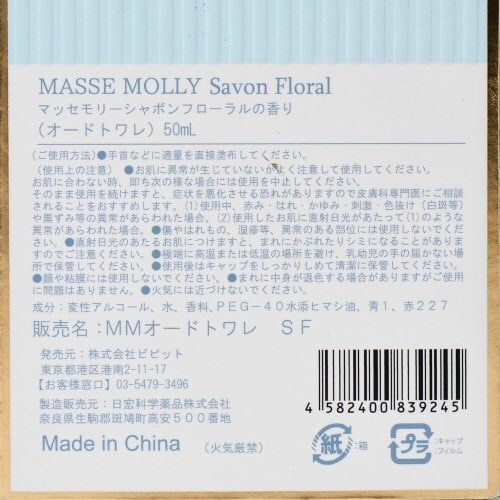 MASSE MOLLY Savon Floral
マッセモリーシャボンフローラルの香り
（オードトワレ）50mL
(ご使用方法)●手首などに適量を直接塗布してください。
(使用上の注意) ●お肌に異常が生じていないかよく注意して使用してください。
お肌に合わない時、即ち次の様な場合には使用を中止してください。
そのまま使用を続けますと、症状を悪化させる恐れがありますので皮膚科専門医にご相談
されることをおすすめします。(1)使用中、赤み・はれ・かゆみ・刺激・色抜け（白斑等）
や黒ずみ等の異常があらわれた場合。(2)使用したお肌に直射日光があたって(1)のような
異常があらわれた場合。●傷やはれもの、湿疹等、異常のある部位には使用しないでくだ
さい。●直射日光のあたるお肌につけますと、まれにかぶれたりシミになることがありま
すのでご注意ください。●極端に高温または低温の場所を避け、乳幼児の手の届かない場
所で保管してください。●使用後はキャップをしっかりしめて清潔に保管してください。
●顔や粘膜には使用しないでください。●まれに中身が退色する場合がありますがご使用
に問題はありません。●火気には近づけないでください。
成分：変性アルコール、水、香料、PEG－40水添ヒマシ油、青1、赤227
販売名：MMオードトワレ　SF
発売元：株式会社ビビット
東京都港区港南2-11-17
【お客様窓口】03-5479-3496
製造販売元：日宏科学薬品株式会社
奈良県生駒郡斑鳩町高安500番地
Made in China （火気厳禁）
4 582400 839245
紙 :箱
プラ :キャップ
:フィルム